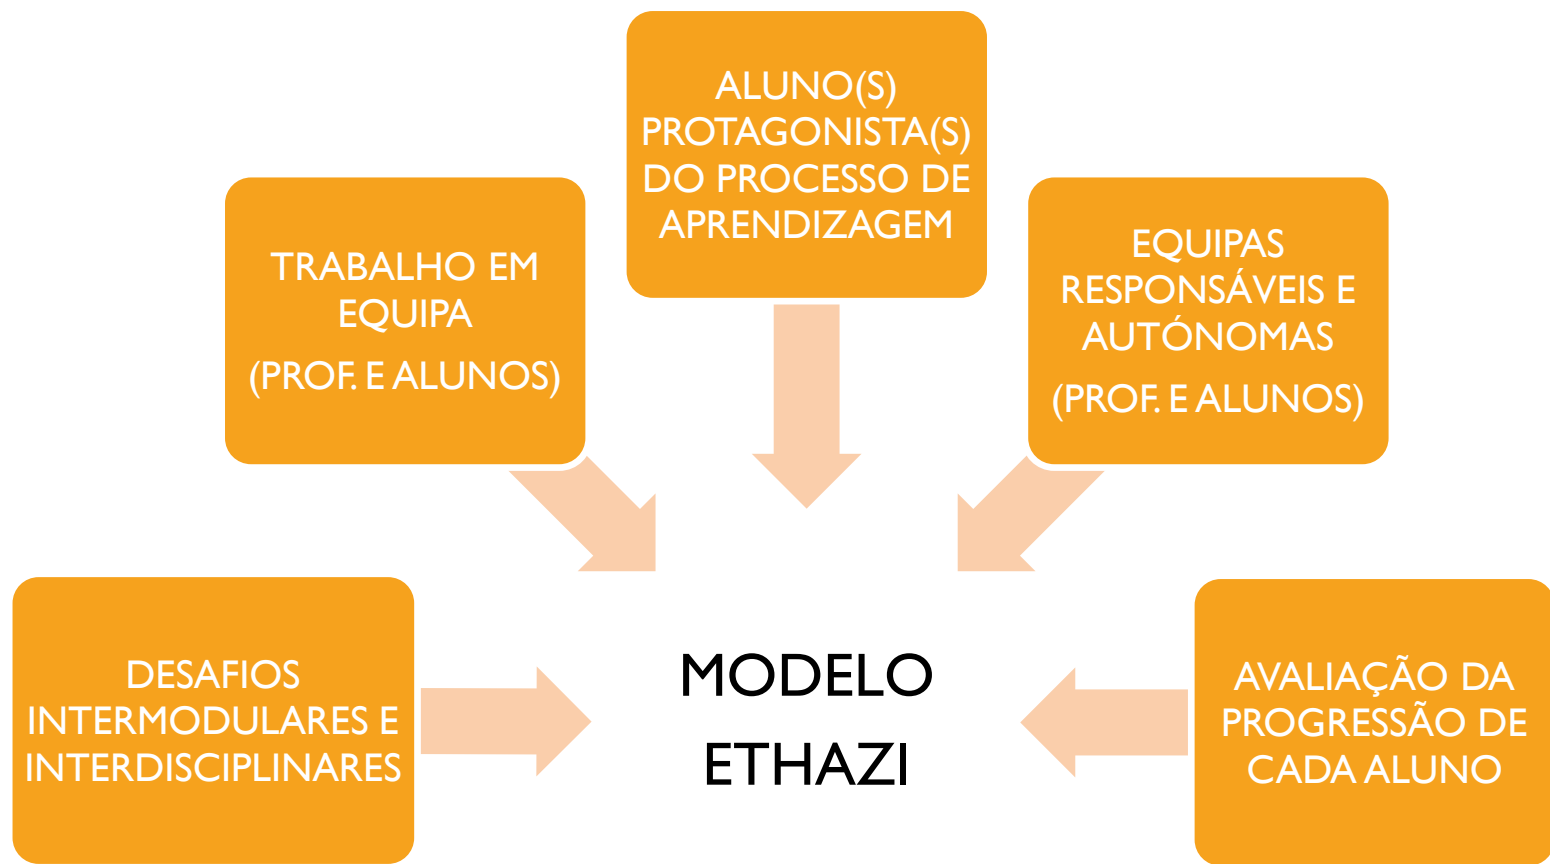 ALUNO(S)
PROTAGONISTA(S)
DO PROCESSO DE
APRENDIZAGEM
TRABALHO EM
EQUIPA
(PROF. E ALUNOS)
EQUIPAS
RESPONSÁVEIS E
AUTÓNOMAS
(PROF. E ALUNOS)
DESAFIOS
INTERMODULARES E
INTERDISCIPLINARES
MODELO
ETHAZI
AVALIAÇÃO DA
PROGRESSÃO DE
CADA ALUNO